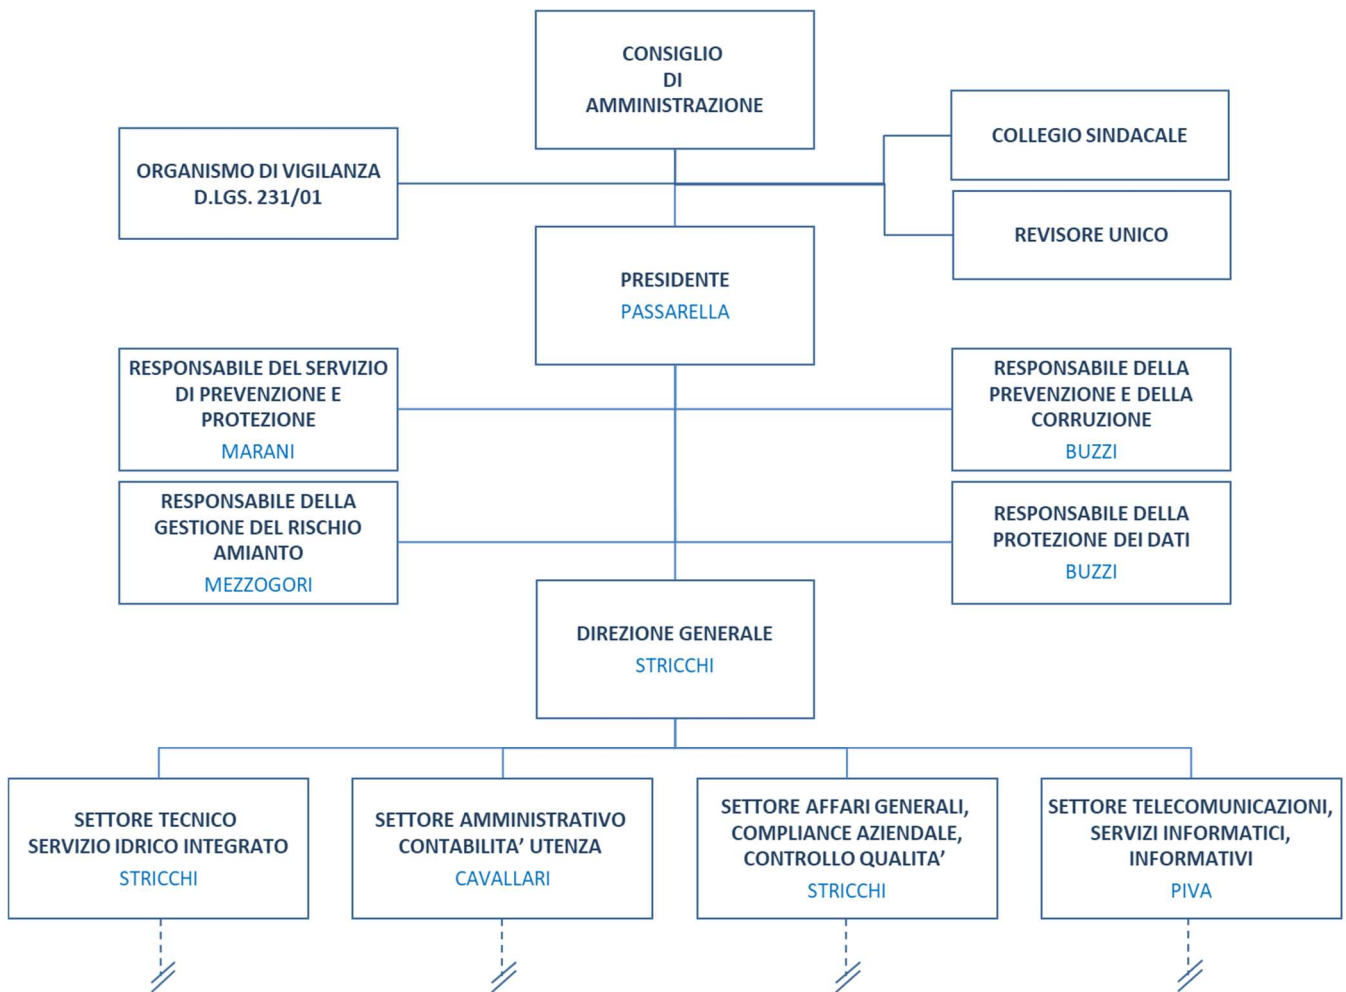 CONSIGLIO
DI
AMMINISTRAZIONE
COLLEGIO SINDACALE
ORGANISMO DI VIGILANZA
D.LGS. 231/01
REVISORE UNICO
PRESIDENTE
PASSARELLA
RESPONSABILE DEL SERVIZIO
DI PREVENZIONE E
PROTEZIONE
MARANI
RESPONSABILE DELLA
PREVENZIONE E DELLA
CORRUZIONE
BUZZI
RESPONSABILE DELLA
GESTIONE DEL RISCHIO
AMIANTO
MEZZOGORI
RESPONSABILE DELLA
PROTEZIONE DEI DATI
BUZZI
DIREZIONE GENERALE
STRICCHI
SETTORE TECNICO
SERVIZIO IDRICO INTEGRATO
STRICCHI
SETTORE AMMINISTRATIVO
CONTABILITA’ UTENZA
CAVALLARI
SETTORE AFFARI GENERALI,
COMPLIANCE AZIENDALE,
CONTROLLO QUALITA’
STRICCHI
SETTORE TELECOMUNICAZIONI,
SERVIZI INFORMATICI,
INFORMATIVI
PIVA